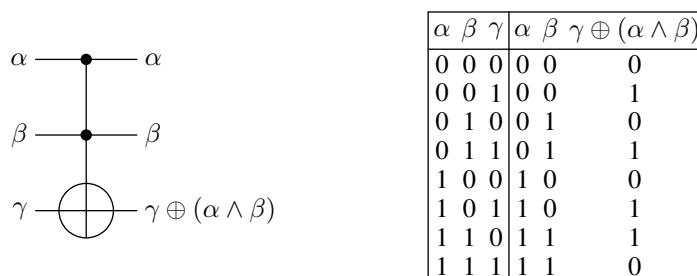 α α
β β
γ γ ⊕ (α ∧ β)
α β γ α β γ ⊕ (α ∧ β)
0 0 0 0 0 0
0 0 1 0 0 1
0 1 0 0 1 0
0 1 1 0 1 1
1 0 0 1 0 0
1 0 1 1 0 1
1 1 0 1 1 1
1 1 1 1 1 0